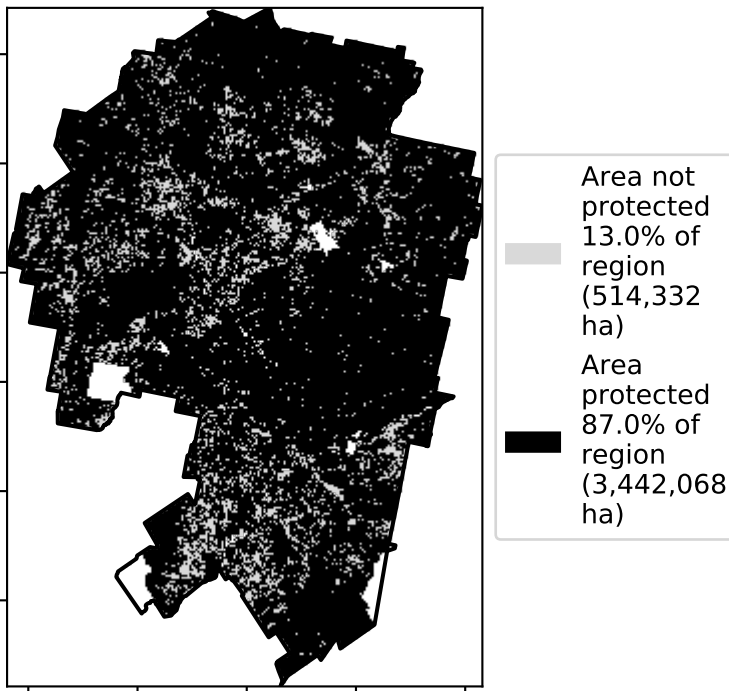 Area not
protected
13.0% of
region
(514,332
ha)
Area
protected
87.0% of
region
(3,442,068
ha)